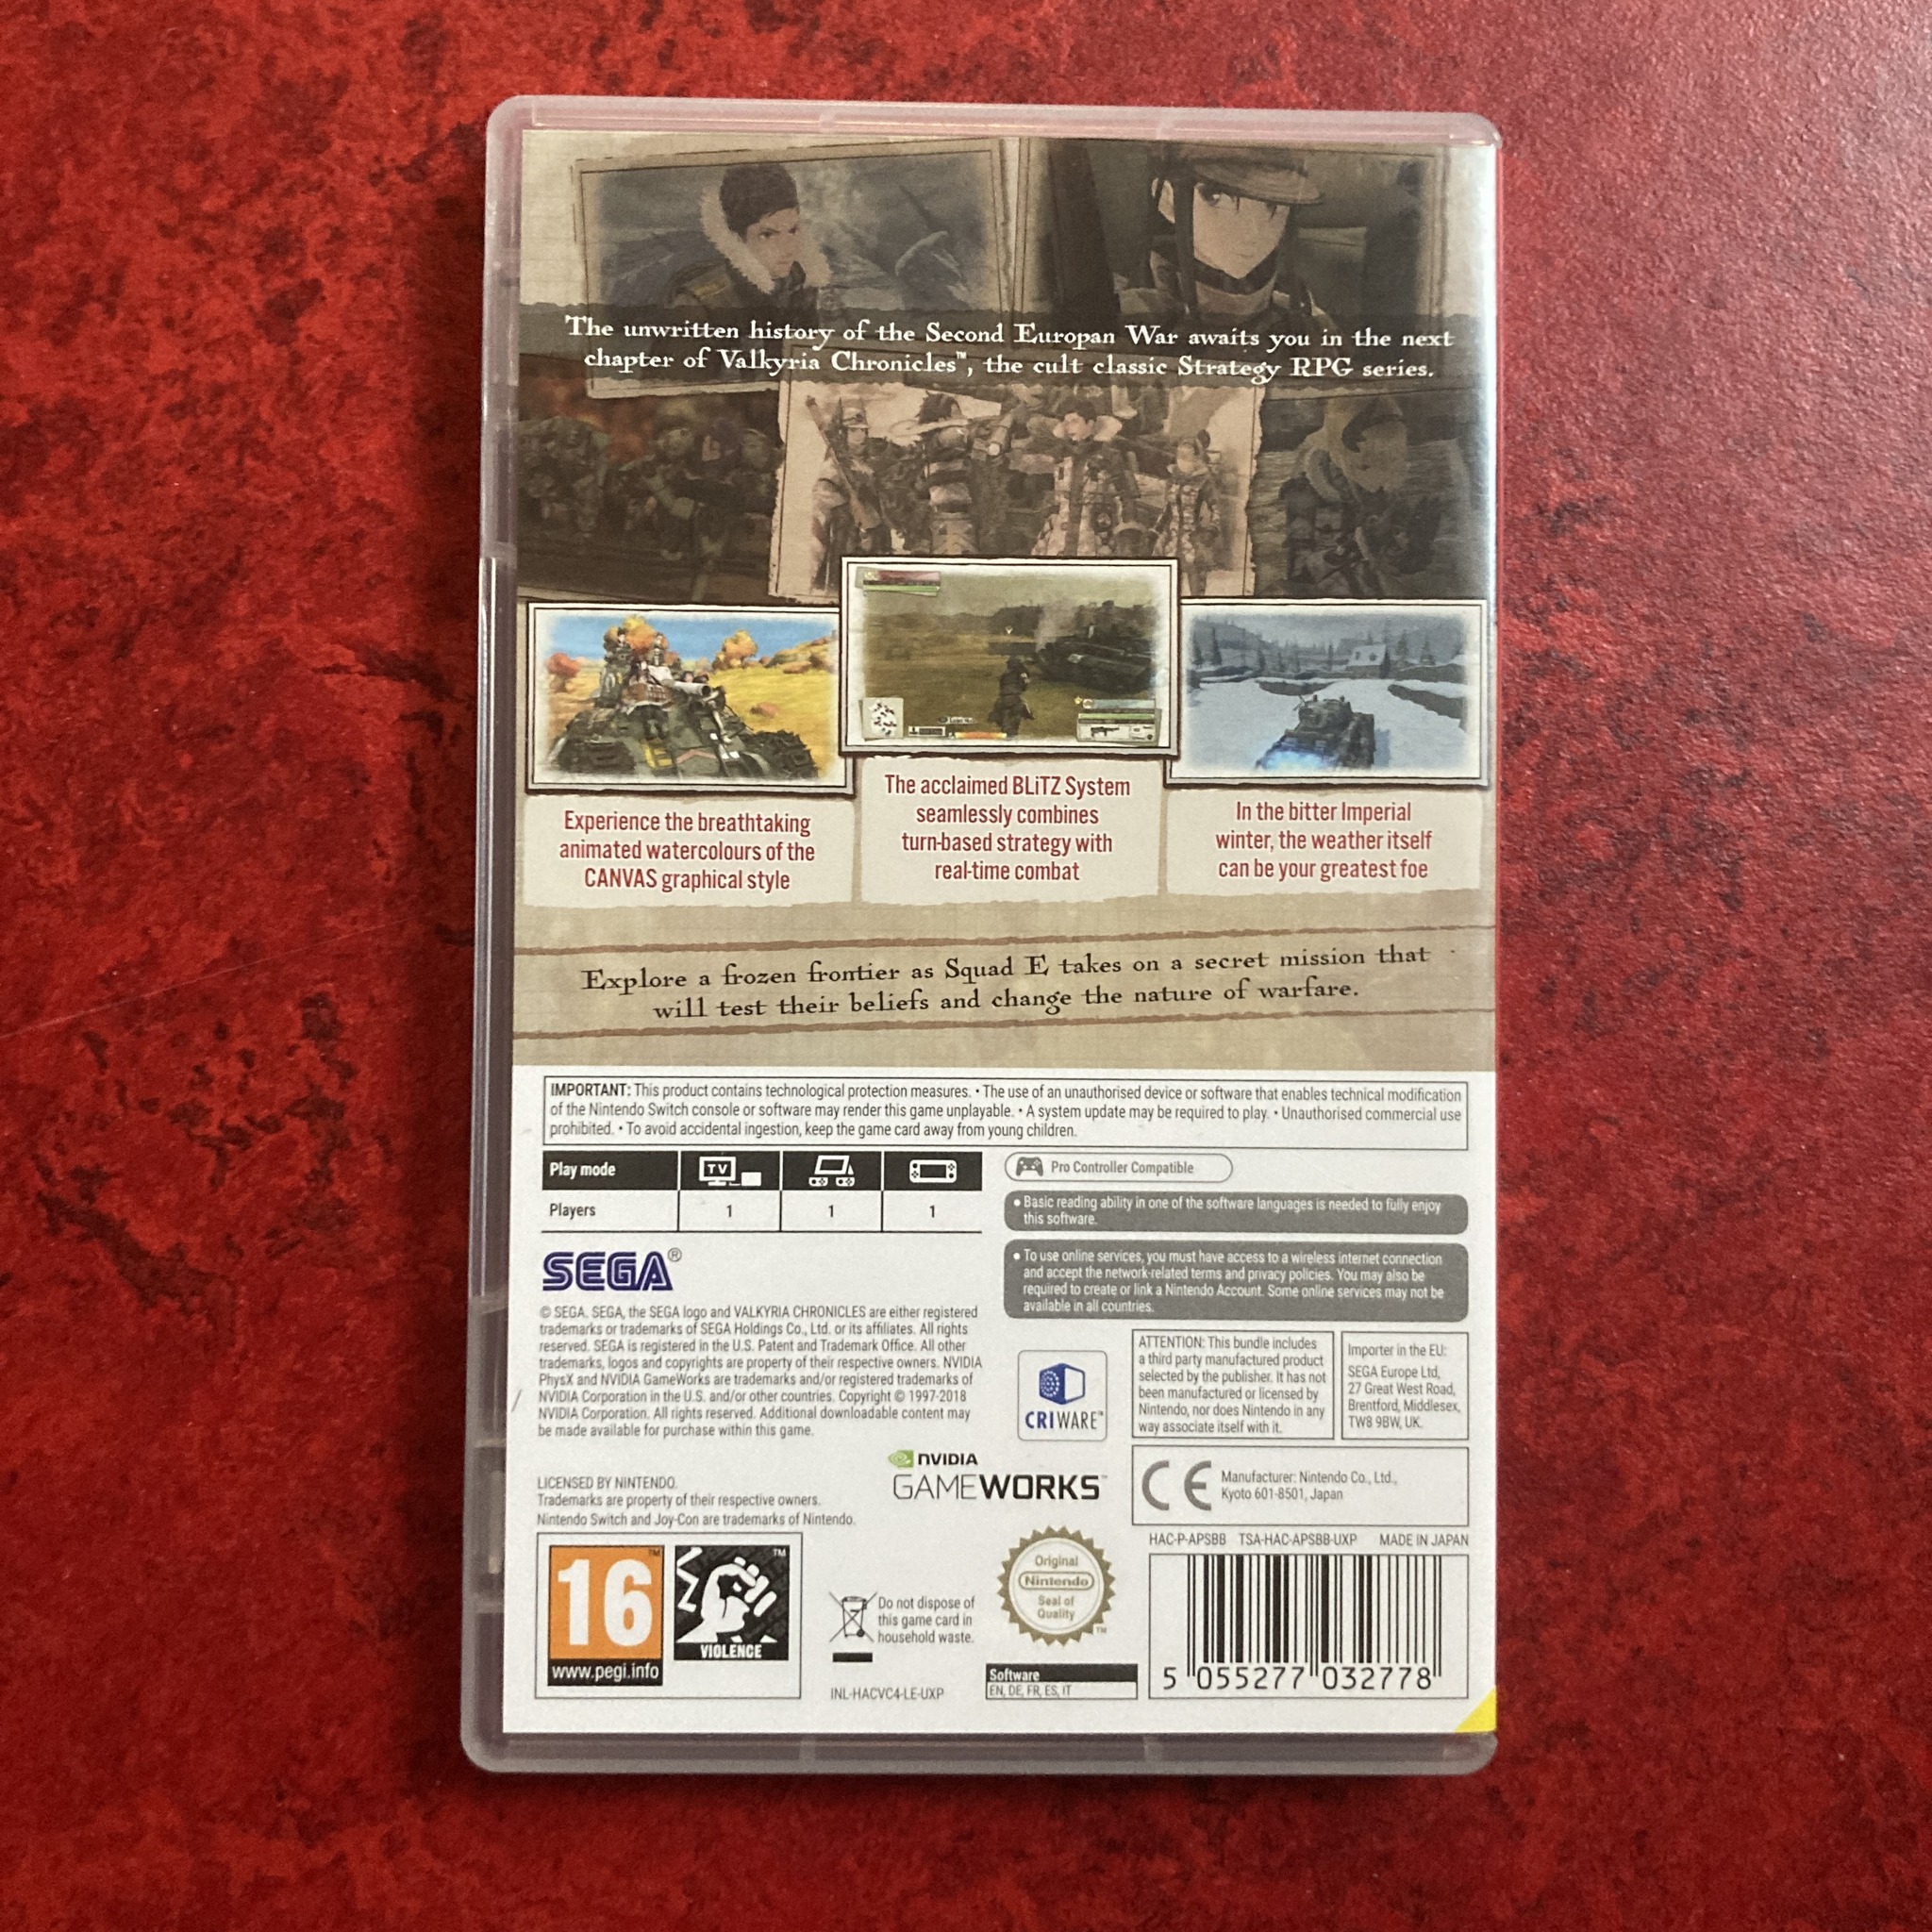 The unwritten history of the Second Europan War awaits you in the next
chapter of Valkyria Chronicles™, the cult classic Strategy RPG series.
Experience the breathtaking
animated watercolours of the
CANVAS graphical style
The acclaimed BLiTZ System
seamlessly combines
turn-based strategy with
real-time combat
In the bitter Imperial
winter, the weather itself
can be your greatest foe
Explore a frozen frontier as Squad E takes on a secret mission that
will test their beliefs and change the nature of warfare.
IMPORTANT: This product contains technological protection measures. • The use of an unauthorised device or software that enables technical modification
of the Nintendo Switch console or software may render this game unplayable. • A system update may be required to play. • Unauthorised commercial use
prohibited. • To avoid accidental ingestion, keep the game card away from young children.
Play mode TV
Players 1 1 1
Pro Controller Compatible
• Basic reading ability in one of the software languages is needed to fully enjoy
this software.
• To use online services, you must have access to a wireless internet connection
and accept the network-related terms and privacy policies. You may also be
required to create or link a Nintendo Account. Some online services may not be
available in all countries.
SEGA®
© SEGA. SEGA, the SEGA logo and VALKYRIA CHRONICLES are either registered
trademarks or trademarks of SEGA Holdings Co., Ltd. or its affiliates. All rights
reserved. SEGA is registered in the U.S. Patent and Trademark Office. All other
trademarks, logos and copyrights are property of their respective owners. NVIDIA
PhysX and NVIDIA GameWorks are trademarks and/or registered trademarks of
NVIDIA Corporation in the U.S. and/or other countries. Copyright © 1997-2018
NVIDIA Corporation. All rights reserved. Additional downloadable content may
be made available for purchase within this game.
CRIWARE™
ATTENTION: This bundle includes
a third party manufactured product
selected by the publisher. It has not
been manufactured or licensed by
Nintendo, nor does Nintendo in any
way associate itself with it.
Importer in the EU:
SEGA Europe Ltd,
27 Great West Road,
Brentford, Middlesex,
TW8 9BW, UK.
NVIDIA
GAMEWORKS™
CE
Manufacturer: Nintendo Co., Ltd.,
Kyoto 601-8501, Japan
LICENSED BY NINTENDO.
Trademarks are property of their respective owners.
Nintendo Switch and Joy-Con are trademarks of Nintendo.
HAC-P-APSBB TSA-HAC-APSBB-UXP MADE IN JAPAN
16™
www.pegi.info
™
VIOLENCE
Do not dispose of
this game card in
household waste.
INL-HACVC4-LE-UXP
Original
Nintendo
Seal of
Quality
™
Software
EN, DE, FR, ES, IT
5 055277 032778